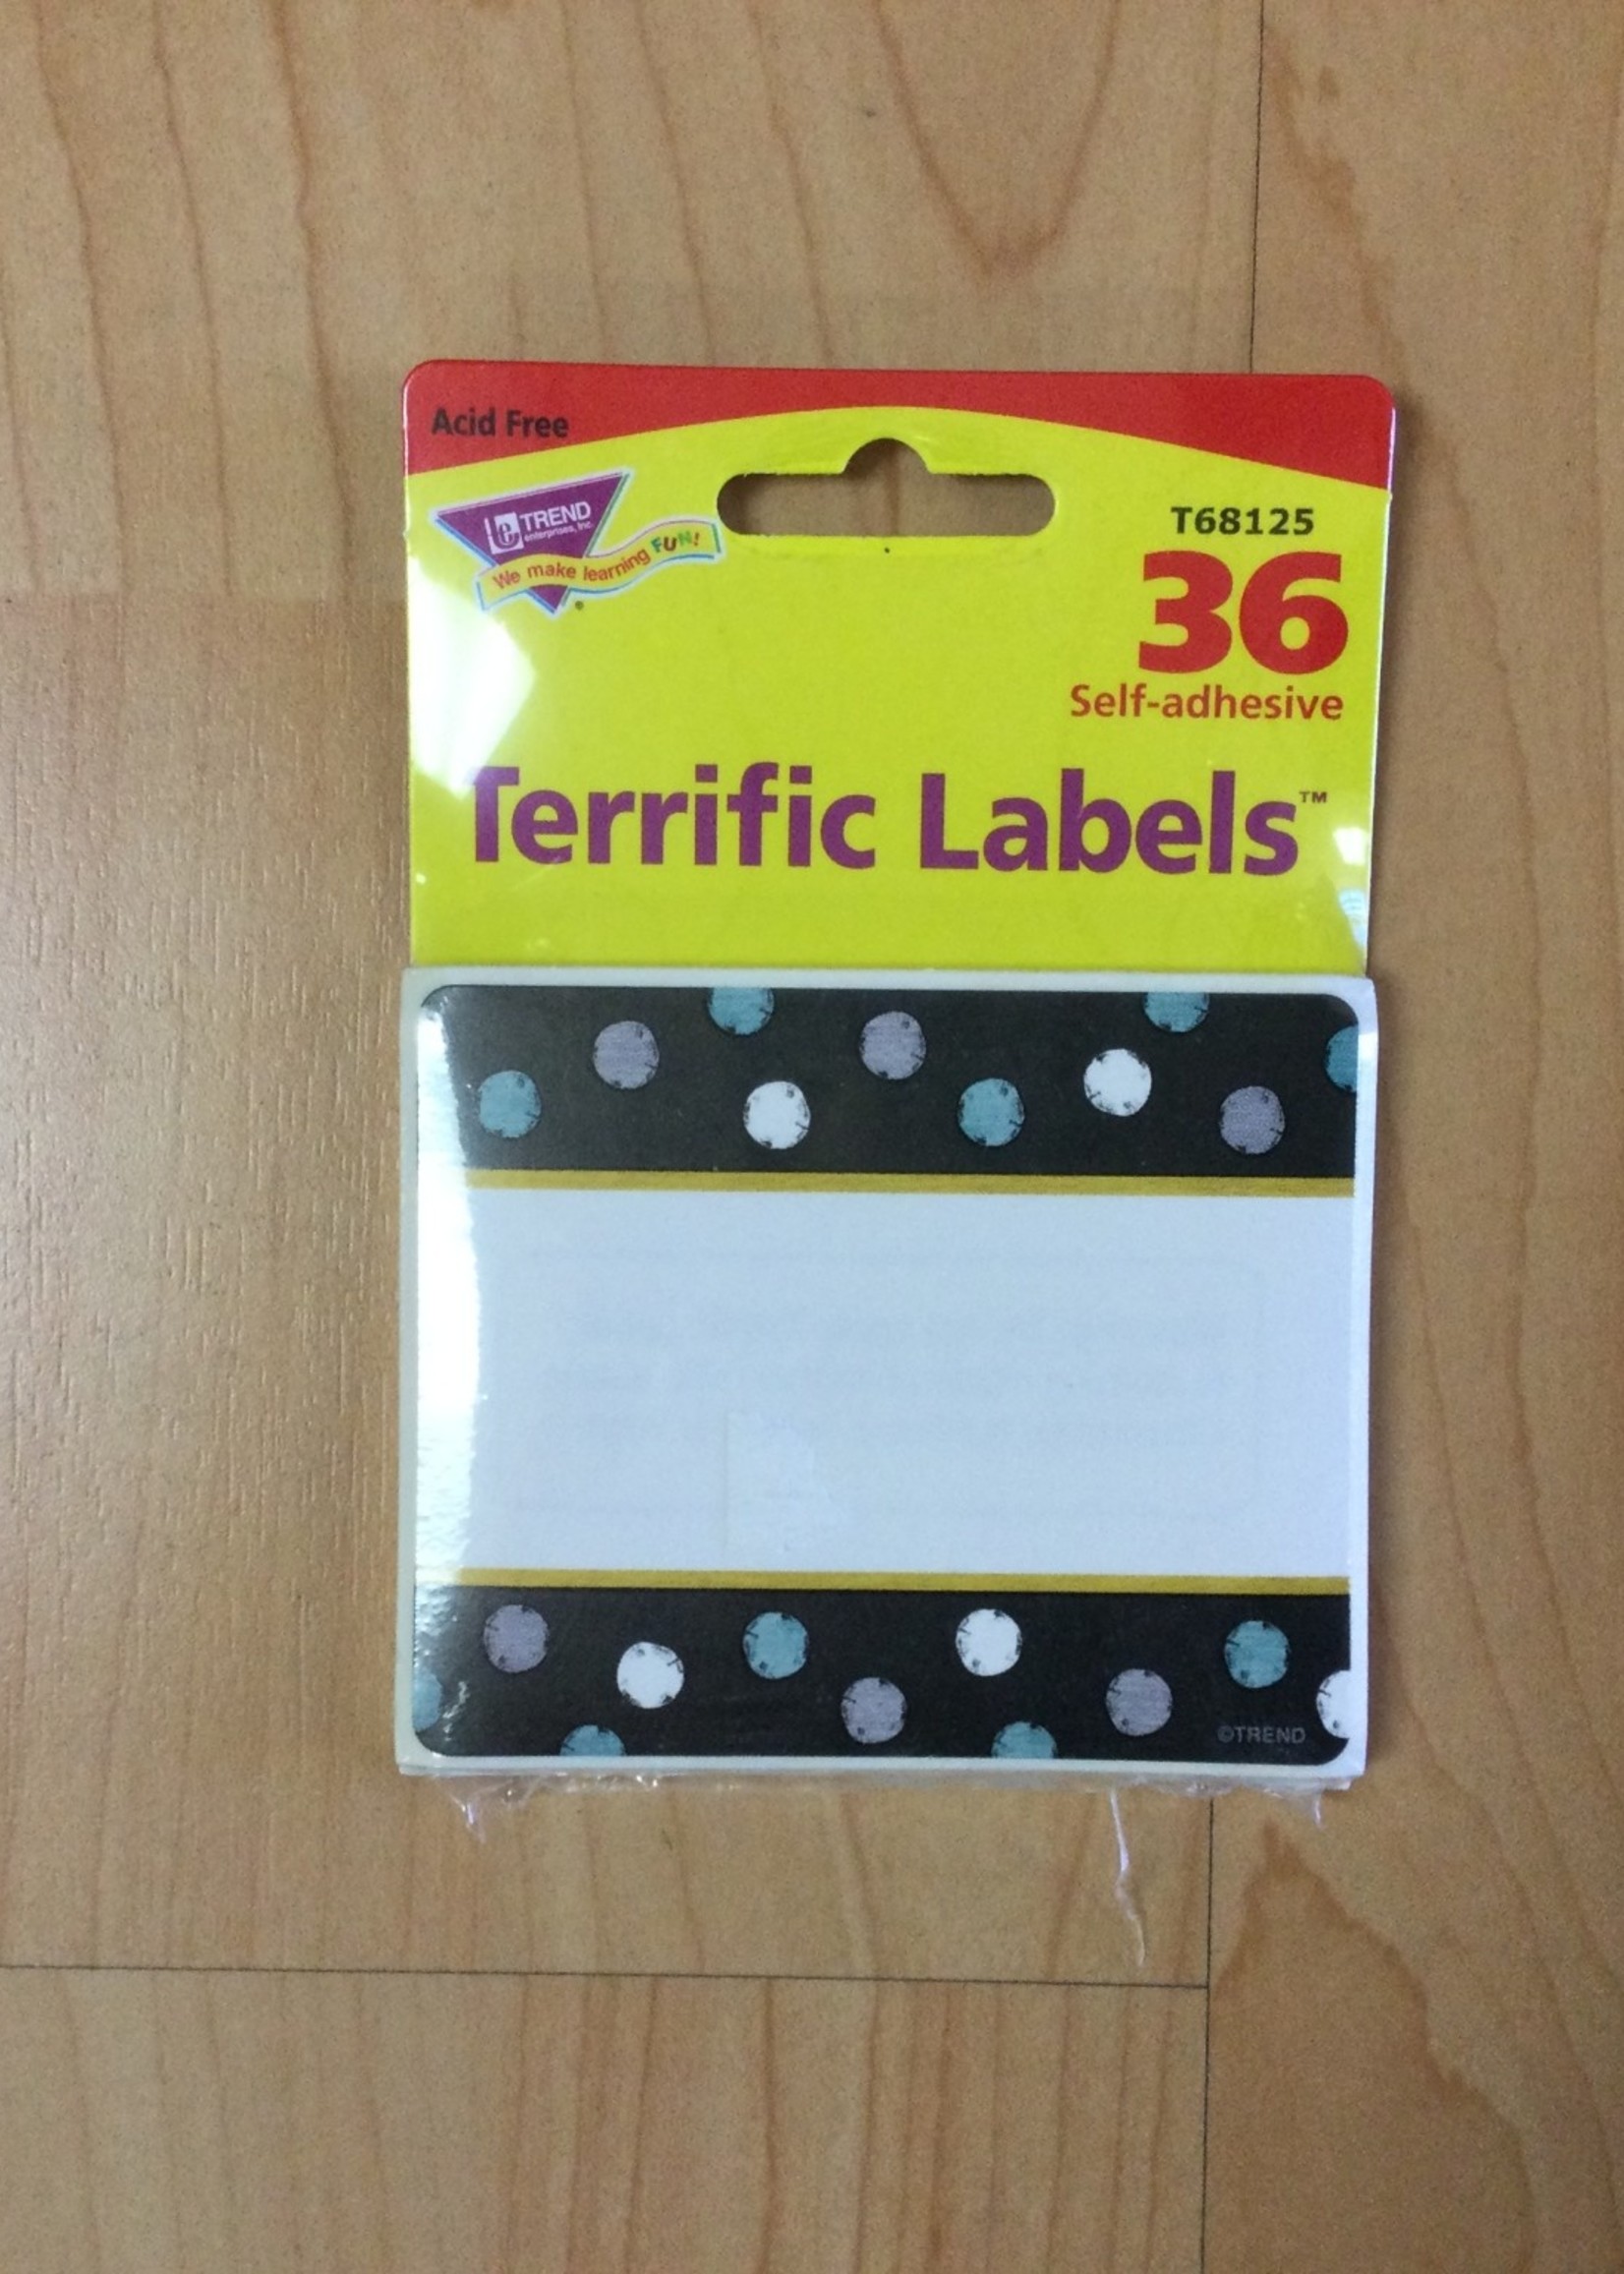 Acid Free
e TREND
enterprises, Inc.
We make learning FUN!
®
T68125
36
Self-adhesive
Terrific Labels™
©TREND